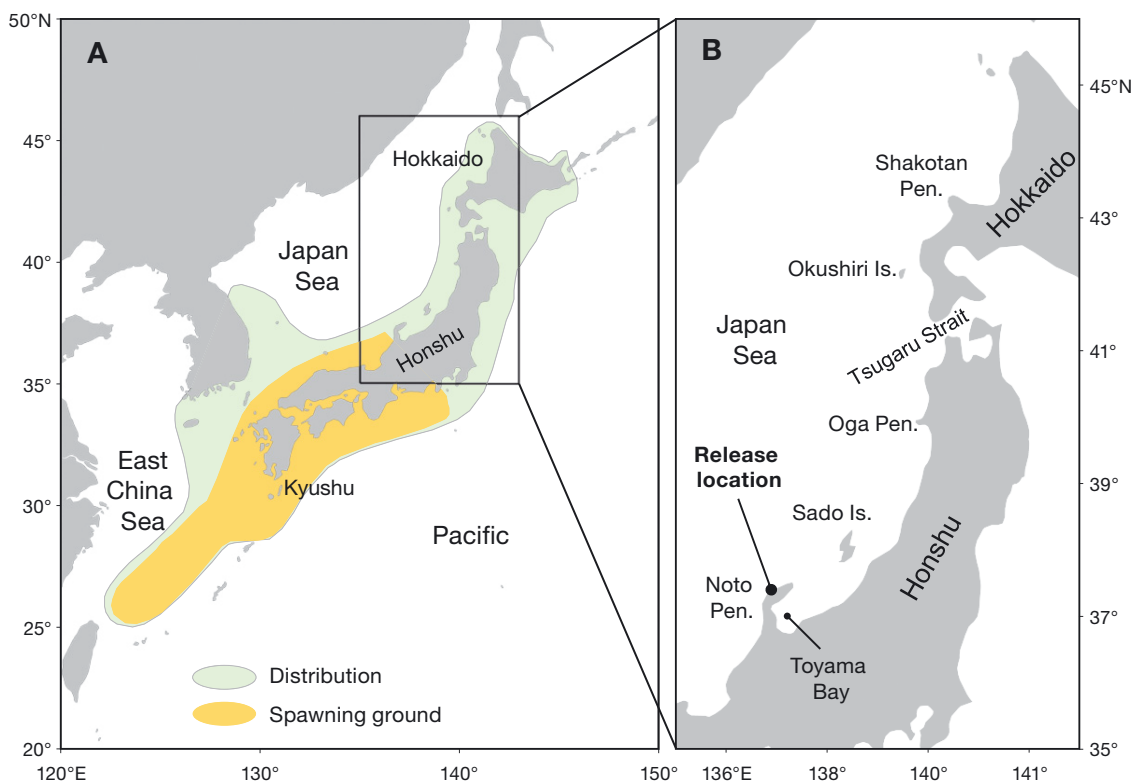 50°N
A
45°
40°
35°
30°
25°
20°
120°E
130°
140°
150°
Hokkaido
Japan
Sea
Honshu
East
China
Sea
Kyushu
Pacific
Distribution
Spawning ground
B
45°N
43°
41°
39°
37°
35°
136°E
138°
140°
141°
Shakotan
Pen.
Hokkaido
Okushiri Is.
Japan
Sea
Tsugaru Strait
Oga Pen.
Release
location
Sado Is.
Honshu
Noto
Pen.
Toyama
Bay